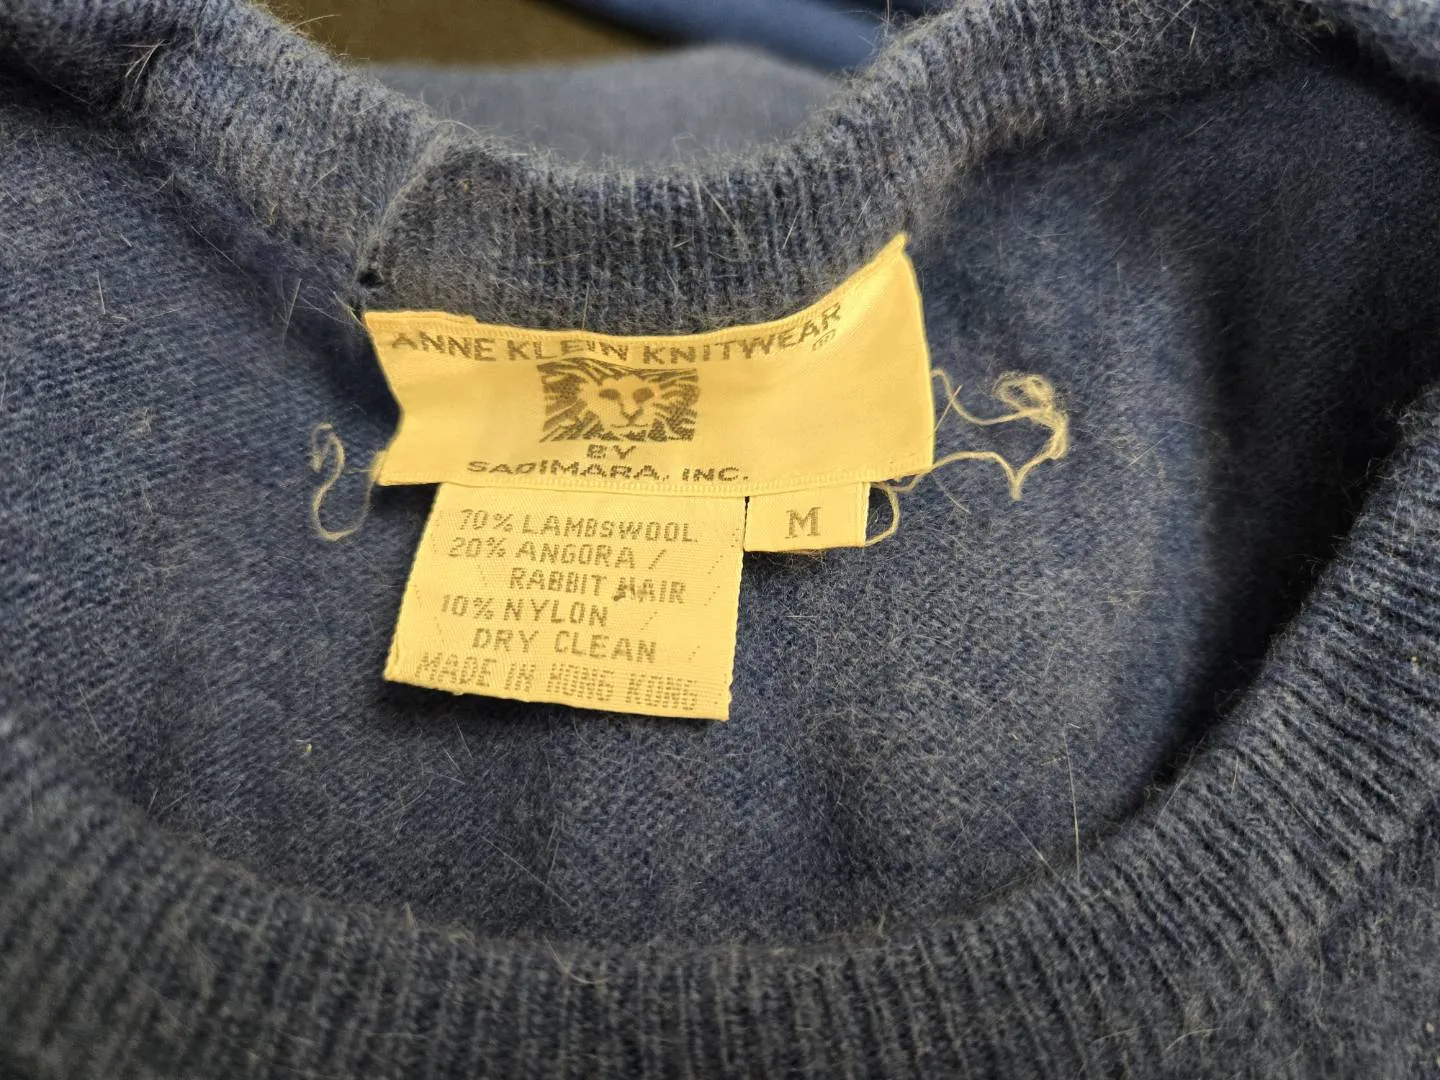 ANNE KLEIN KNITWEAR®
BY
SADIMARA, INC.
M
70% LAMBSWOOL
20% ANGORA /
RABBIT HAIR
10% NYLON
DRY CLEAN
MADE IN HONG KONG